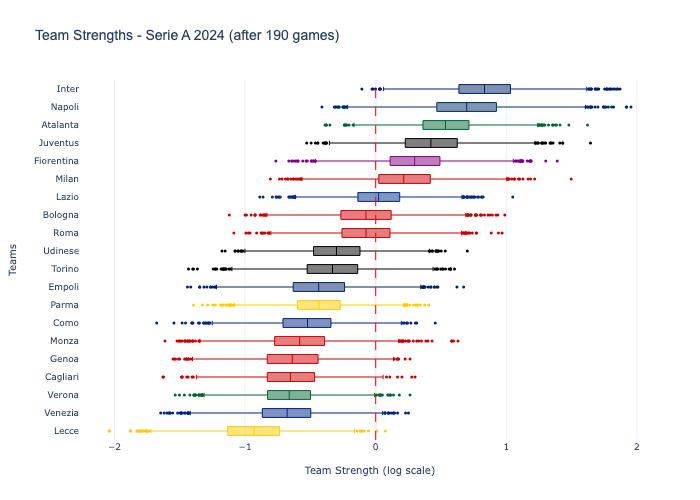 Team Strengths - Serie A 2024 (after 190 games)
Inter
Napoli
Atalanta
Juventus
Fiorentina
Milan
Lazio
Bologna
Roma
Udinese
Torino
Empoli
Parma
Como
Monza
Genoa
Cagliari
Verona
Venezia
Lecce
Teams
−2 −1 0 1 2
Team Strength (log scale)